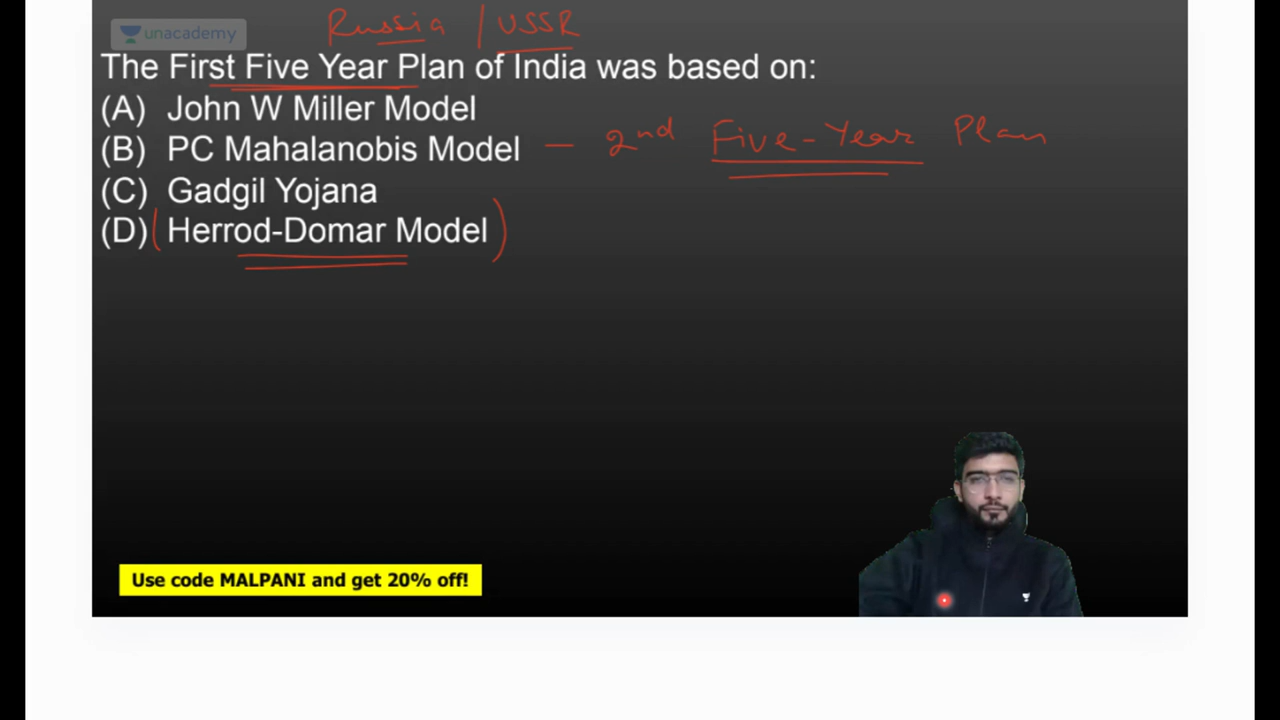 Russia / USSR
unacademy
The First Five Year Plan of India was based on:
(A) John W Miller Model
(B) PC Mahalanobis Model — 2nd Five-Year Plan
(C) Gadgil Yojana
(D) (Herrod-Domar Model)
Use code MALPANI and get 20% off!